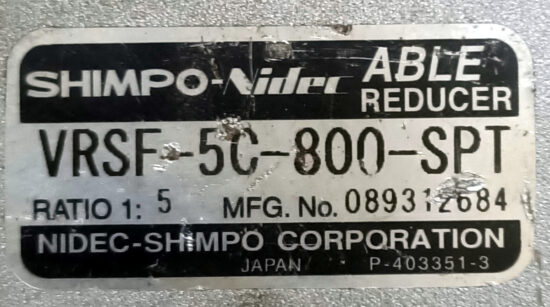 SHIMPO-Nidec ABLE REDUCER
VRSF-5C-800-SPT
RATIO 1: 5 MFG. No. 089312684
NIDEC-SHIMPO CORPORATION
JAPAN P-403351-3